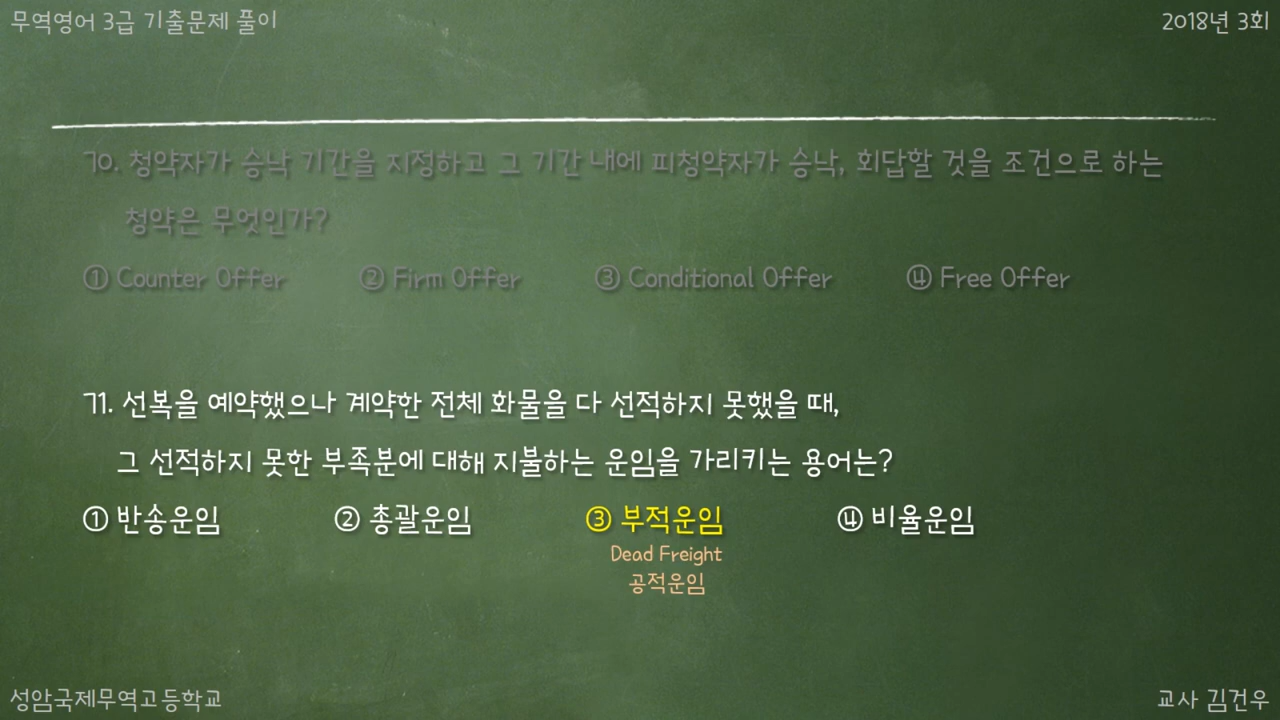 무역영어 3급 기출문제 풀이
2018년 3회
70. 청약자가 승낙 기간을 지정하고 그 기간 내에 피청약자가 승낙, 회답할 것을 조건으로 하는
청약은 무엇인가?
① Counter Offer ② Firm Offer ③ Conditional Offer ④ Free Offer
71. 선복을 예약했으나 계약한 전체 화물을 다 선적하지 못했을 때,
그 선적하지 못한 부족분에 대해 지불하는 운임을 가리키는 용어는?
① 반송운임 ② 총괄운임 ③ 부적운임 ④ 비율운임
Dead Freight
공적운임
성암국제무역고등학교
교사 김건우